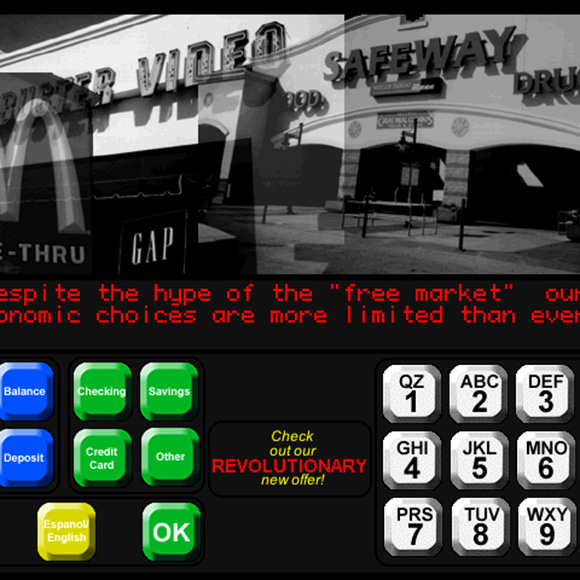 BUSTER VIDEO
SAFEWAY
FOOD.
DRU
E-THRU
GAP
espite the hype of the "free market" our
onomic choices are more limited than ever
Balance
Checking
Savings
Deposit
Credit
Card
Other
Espanol/
English
OK
Check
out our
REVOLUTIONARY
new offer!
QZ
1
ABC
2
DEF
3
GHI
4
JKL
5
MNO
6
PRS
7
TUV
8
WXY
9